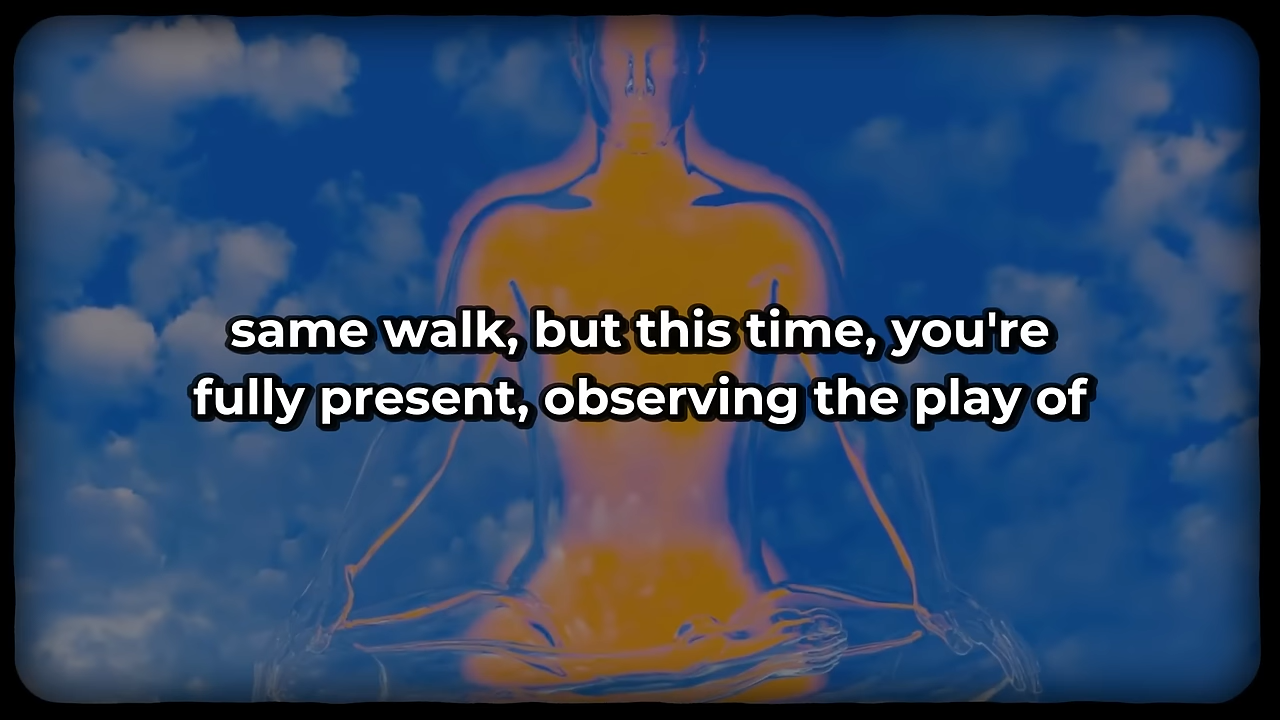 same walk, but this time, you're
fully present, observing the play of